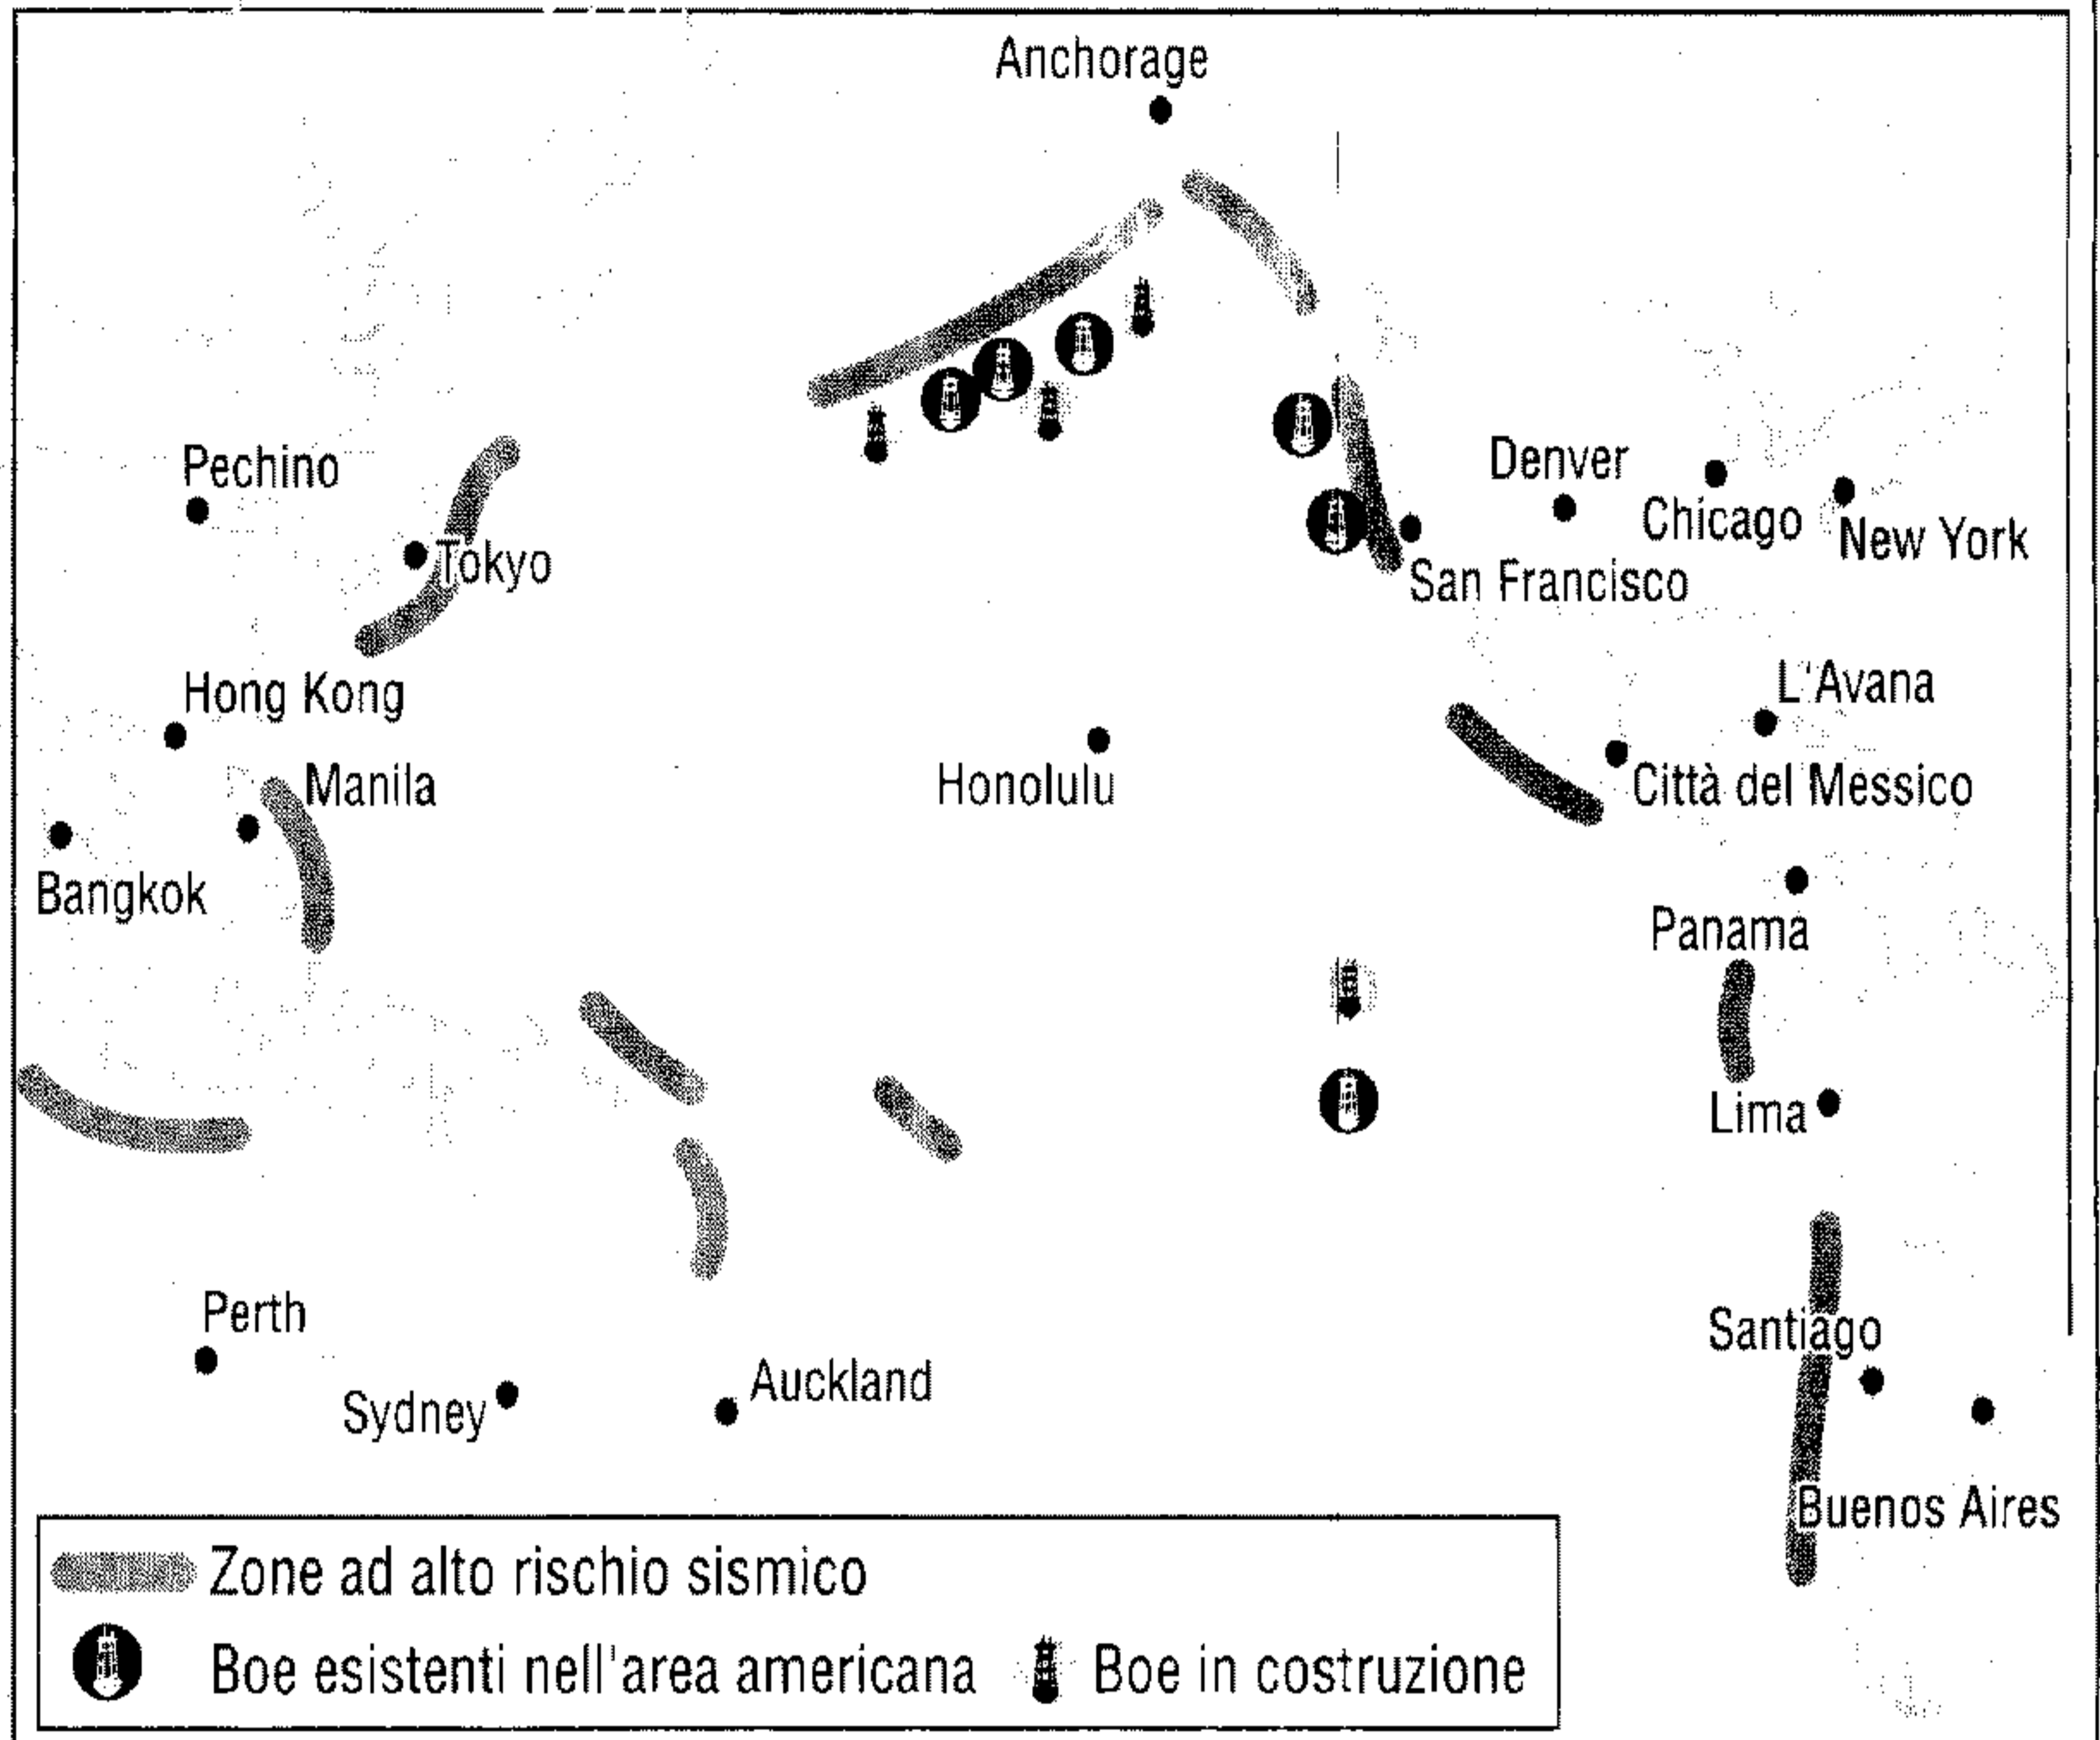 Anchorage
Pechino
Denver
Chicago
New York
Tokyo
San Francisco
Hong Kong
L'Avana
Manila
Honolulu
Città del Messico
Bangkok
Panama
Lima
Perth
Santiago
Sydney
Auckland
Buenos Aires
Zone ad alto rischio sismico
Boe esistenti nell'area americana
Boe in costruzione